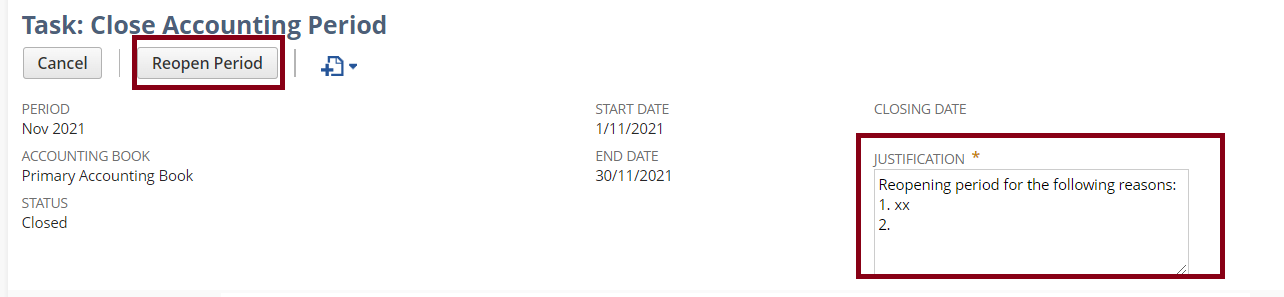 Task: Close Accounting Period
Cancel
Reopen Period
PERIOD
Nov 2021
ACCOUNTING BOOK
Primary Accounting Book
STATUS
Closed
START DATE
1/11/2021
END DATE
30/11/2021
CLOSING DATE
JUSTIFICATION *
Reopening period for the following reasons:
1. xx
2.